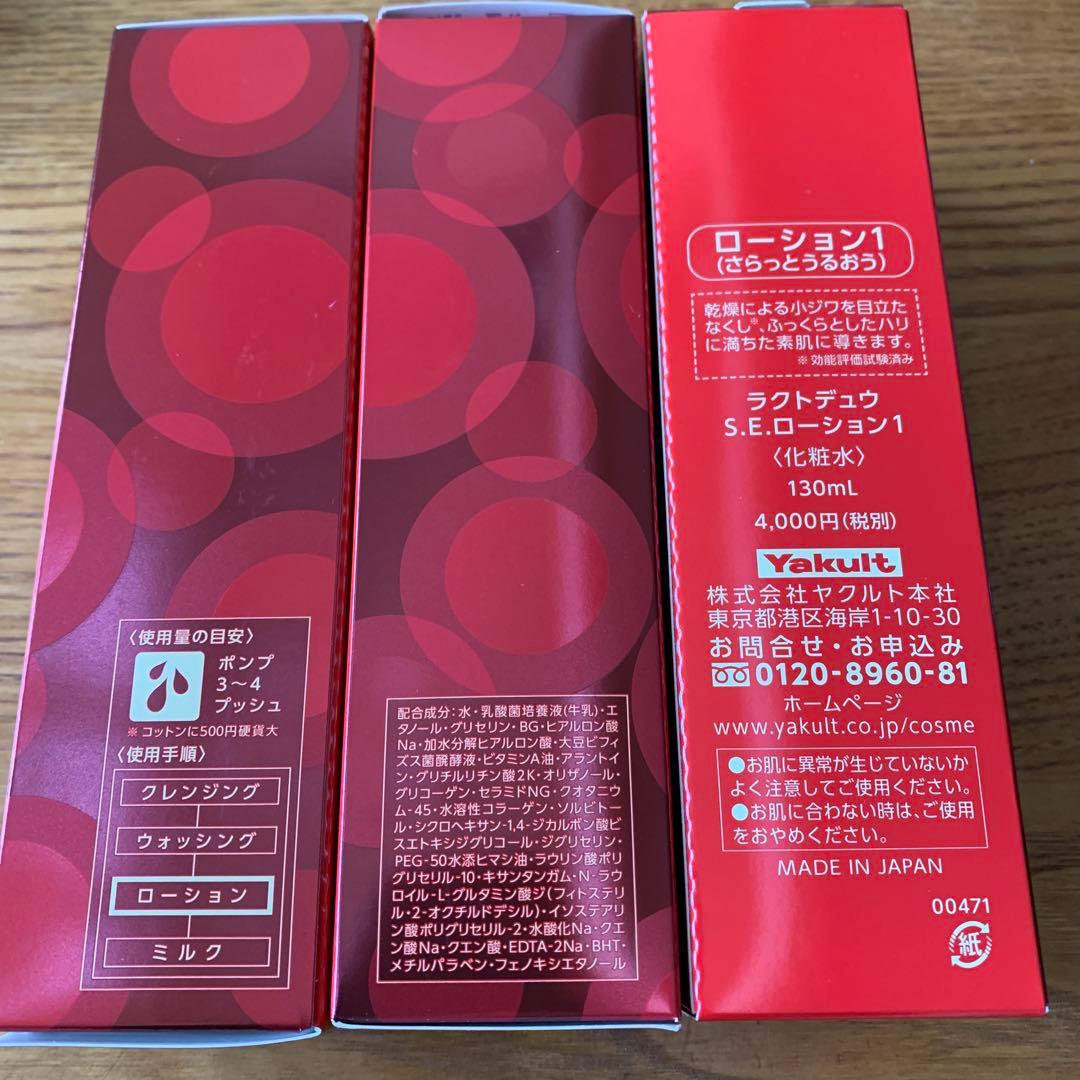 〈使用量の目安〉
ポンプ
3〜4
プッシュ
※コットンに500円硬貨大
〈使用手順〉
クレンジング
ウォッシング
ローション
ミルク
配合成分：水・乳酸菌培養液(牛乳)・エ
タノール・グリセリン・BG・ヒアルロン酸
Na・加水分解ヒアルロン酸・大豆ビフィ
ズス菌醗酵液・ビタミンA油・アラントイ
ン・グリチルリチン酸2K・オリザノール・
グリコーゲン・セラミドNG・クオタニウ
ム-45・水溶性コラーゲン・ソルビトー
ル・シクロヘキサン-1,4-ジカルボン酸ビ
スエトキシジグリコール・ジグリセリン・
PEG-50水添ヒマシ油・ラウリン酸ポリ
グリセリル-10・キサンタンガム・N-ラウ
ロイル-L-グルタミン酸ジ(フィトステリ
ル・2-オクチルドデシル)・イソステアリ
ン酸ポリグリセリル-2・水酸化Na・クエ
ン酸Na・クエン酸・EDTA-2Na・BHT・
メチルパラベン・フェノキシエタノール
ローション1
(さらっとうるおう)
乾燥による小ジワを目立た
なくし※、ふっくらとしたハリ
に満ちた素肌に導きます。
※効能評価試験済み
ラクトデュウ
S.E.ローション1
〈化粧水〉
130mL
4,000円(税別)
Yakult
株式会社ヤクルト本社
東京都港区海岸1-10-30
お問合せ・お申込み
0120-8960-81
ホームページ
www.yakult.co.jp/cosme
●お肌に異常が生じていないか
よく注意してご使用ください。
●お肌に合わない時は、ご使用
をおやめください。
MADE IN JAPAN
00471
紙